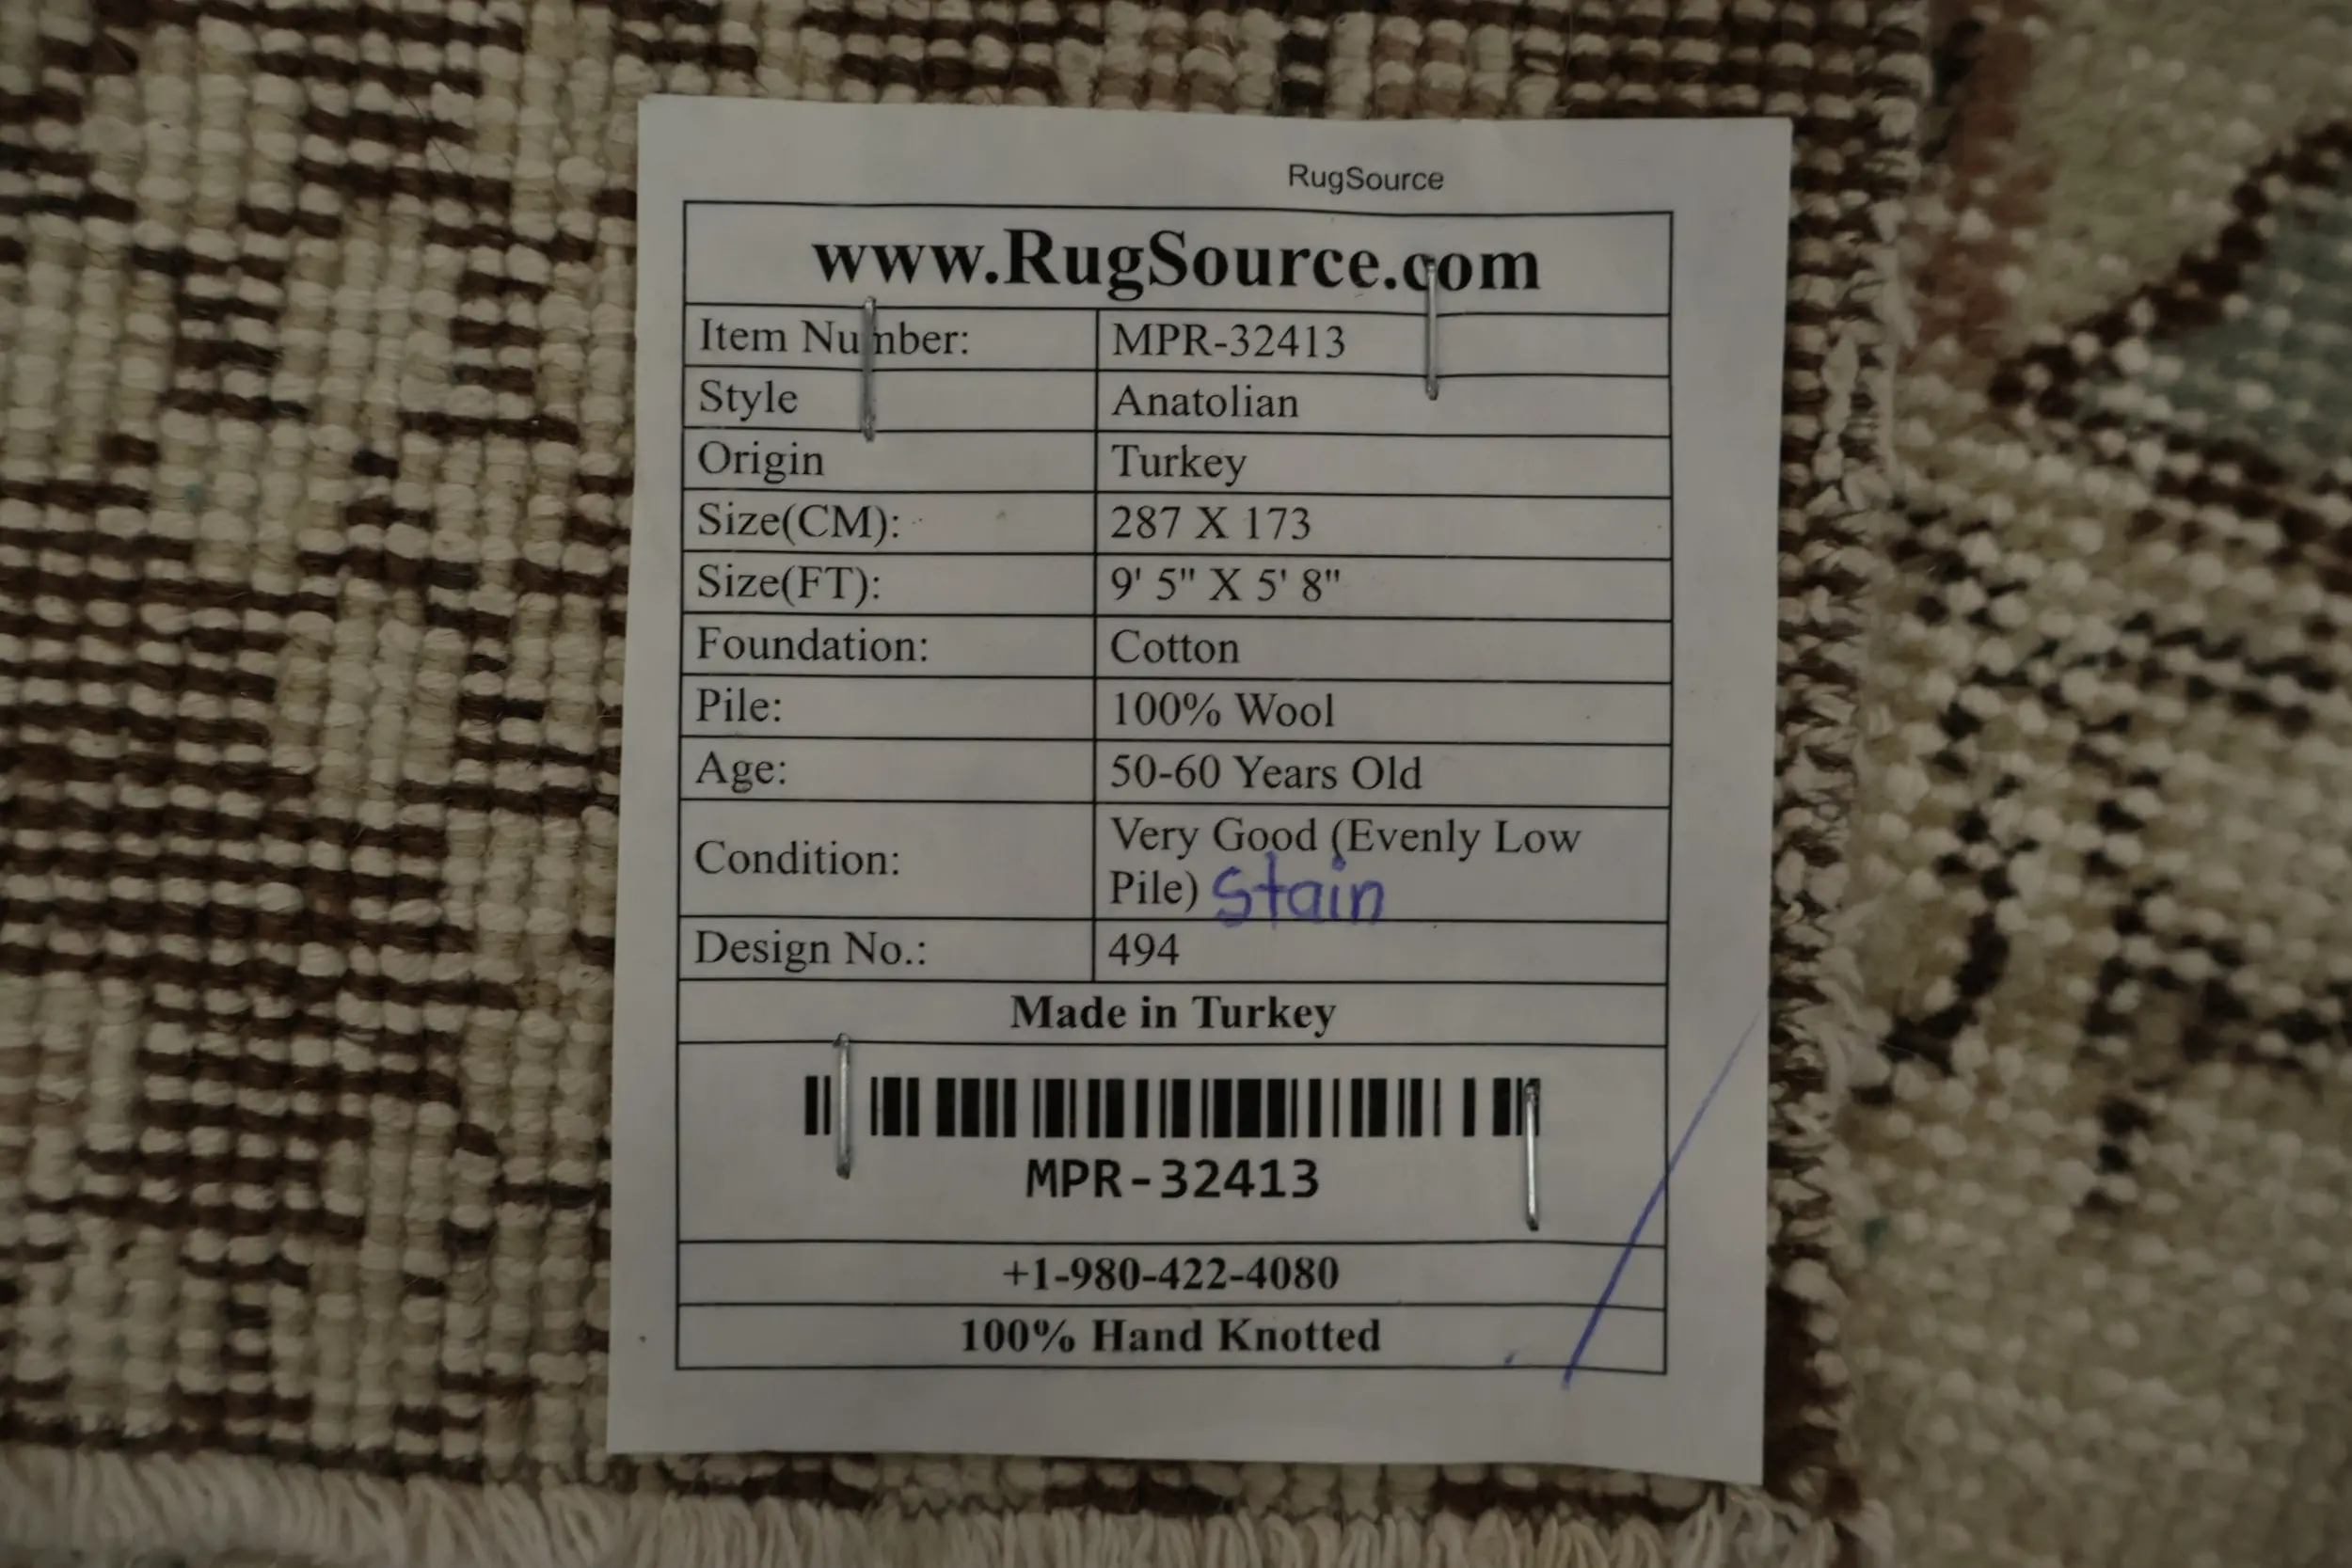 RugSource
www.RugSource.com
Item Number: MPR-32413
Style Anatolian
Origin Turkey
Size(CM): 287 X 173
Size(FT): 9' 5" X 5' 8"
Foundation: Cotton
Pile: 100% Wool
Age: 50-60 Years Old
Condition: Very Good (Evenly Low
Pile) Stain
Design No.: 494
Made in Turkey
MPR-32413
+1-980-422-4080
100% Hand Knotted